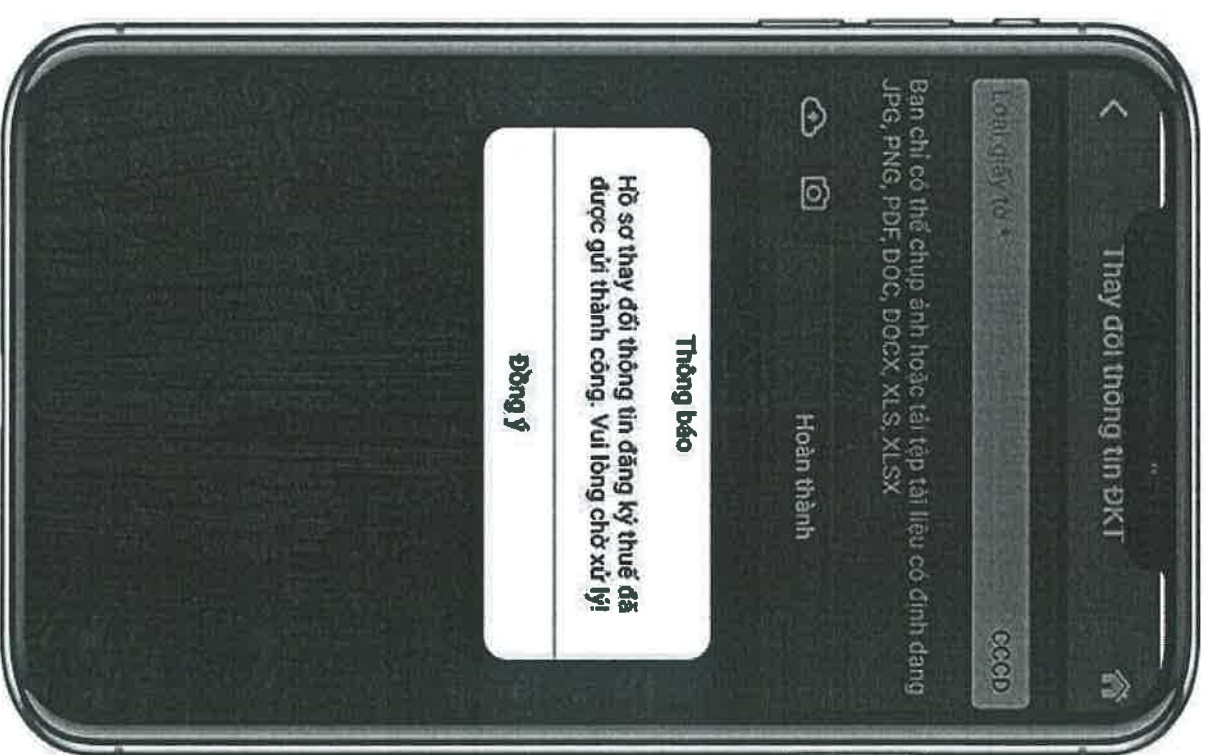 Thay đổi thông tin ĐKT
Loại giấy tờ *
CCCD
Bạn chỉ có thể chụp ảnh hoặc tải tệp tài liệu có định dạng
JPG, PNG, PDF, DOC, DOCX, XLS, XLSX
Hoàn thành
Thông báo
Hồ sơ thay đổi thông tin đăng ký thuế đã
được gửi thành công. Vui lòng chờ xử lý!
Đồng ý